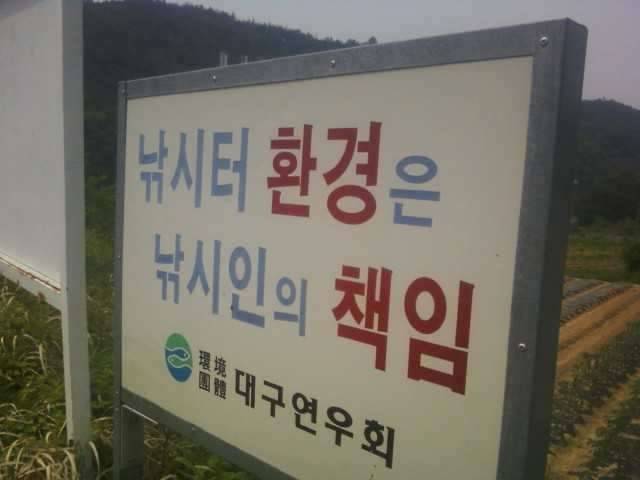 낚시터 환경은
낚시인의 책임
環境
團體
대구연우회